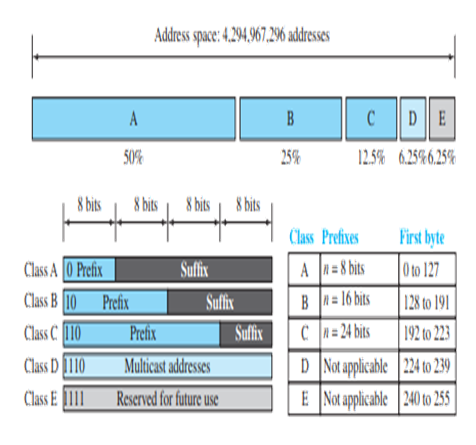 Address space: 4,294,967,296 addresses
A B C D E
50% 25% 12.5% 6.25% 6.25%
8 bits 8 bits 8 bits 8 bits
Class A 0 Prefix Suffix
Class B 10 Prefix Suffix
Class C 110 Prefix Suffix
Class D 1110 Multicast addresses
Class E 1111 Reserved for future use
Class Prefixes First byte
A n = 8 bits 0 to 127
B n = 16 bits 128 to 191
C n = 24 bits 192 to 223
D Not applicable 224 to 239
E Not applicable 240 to 255